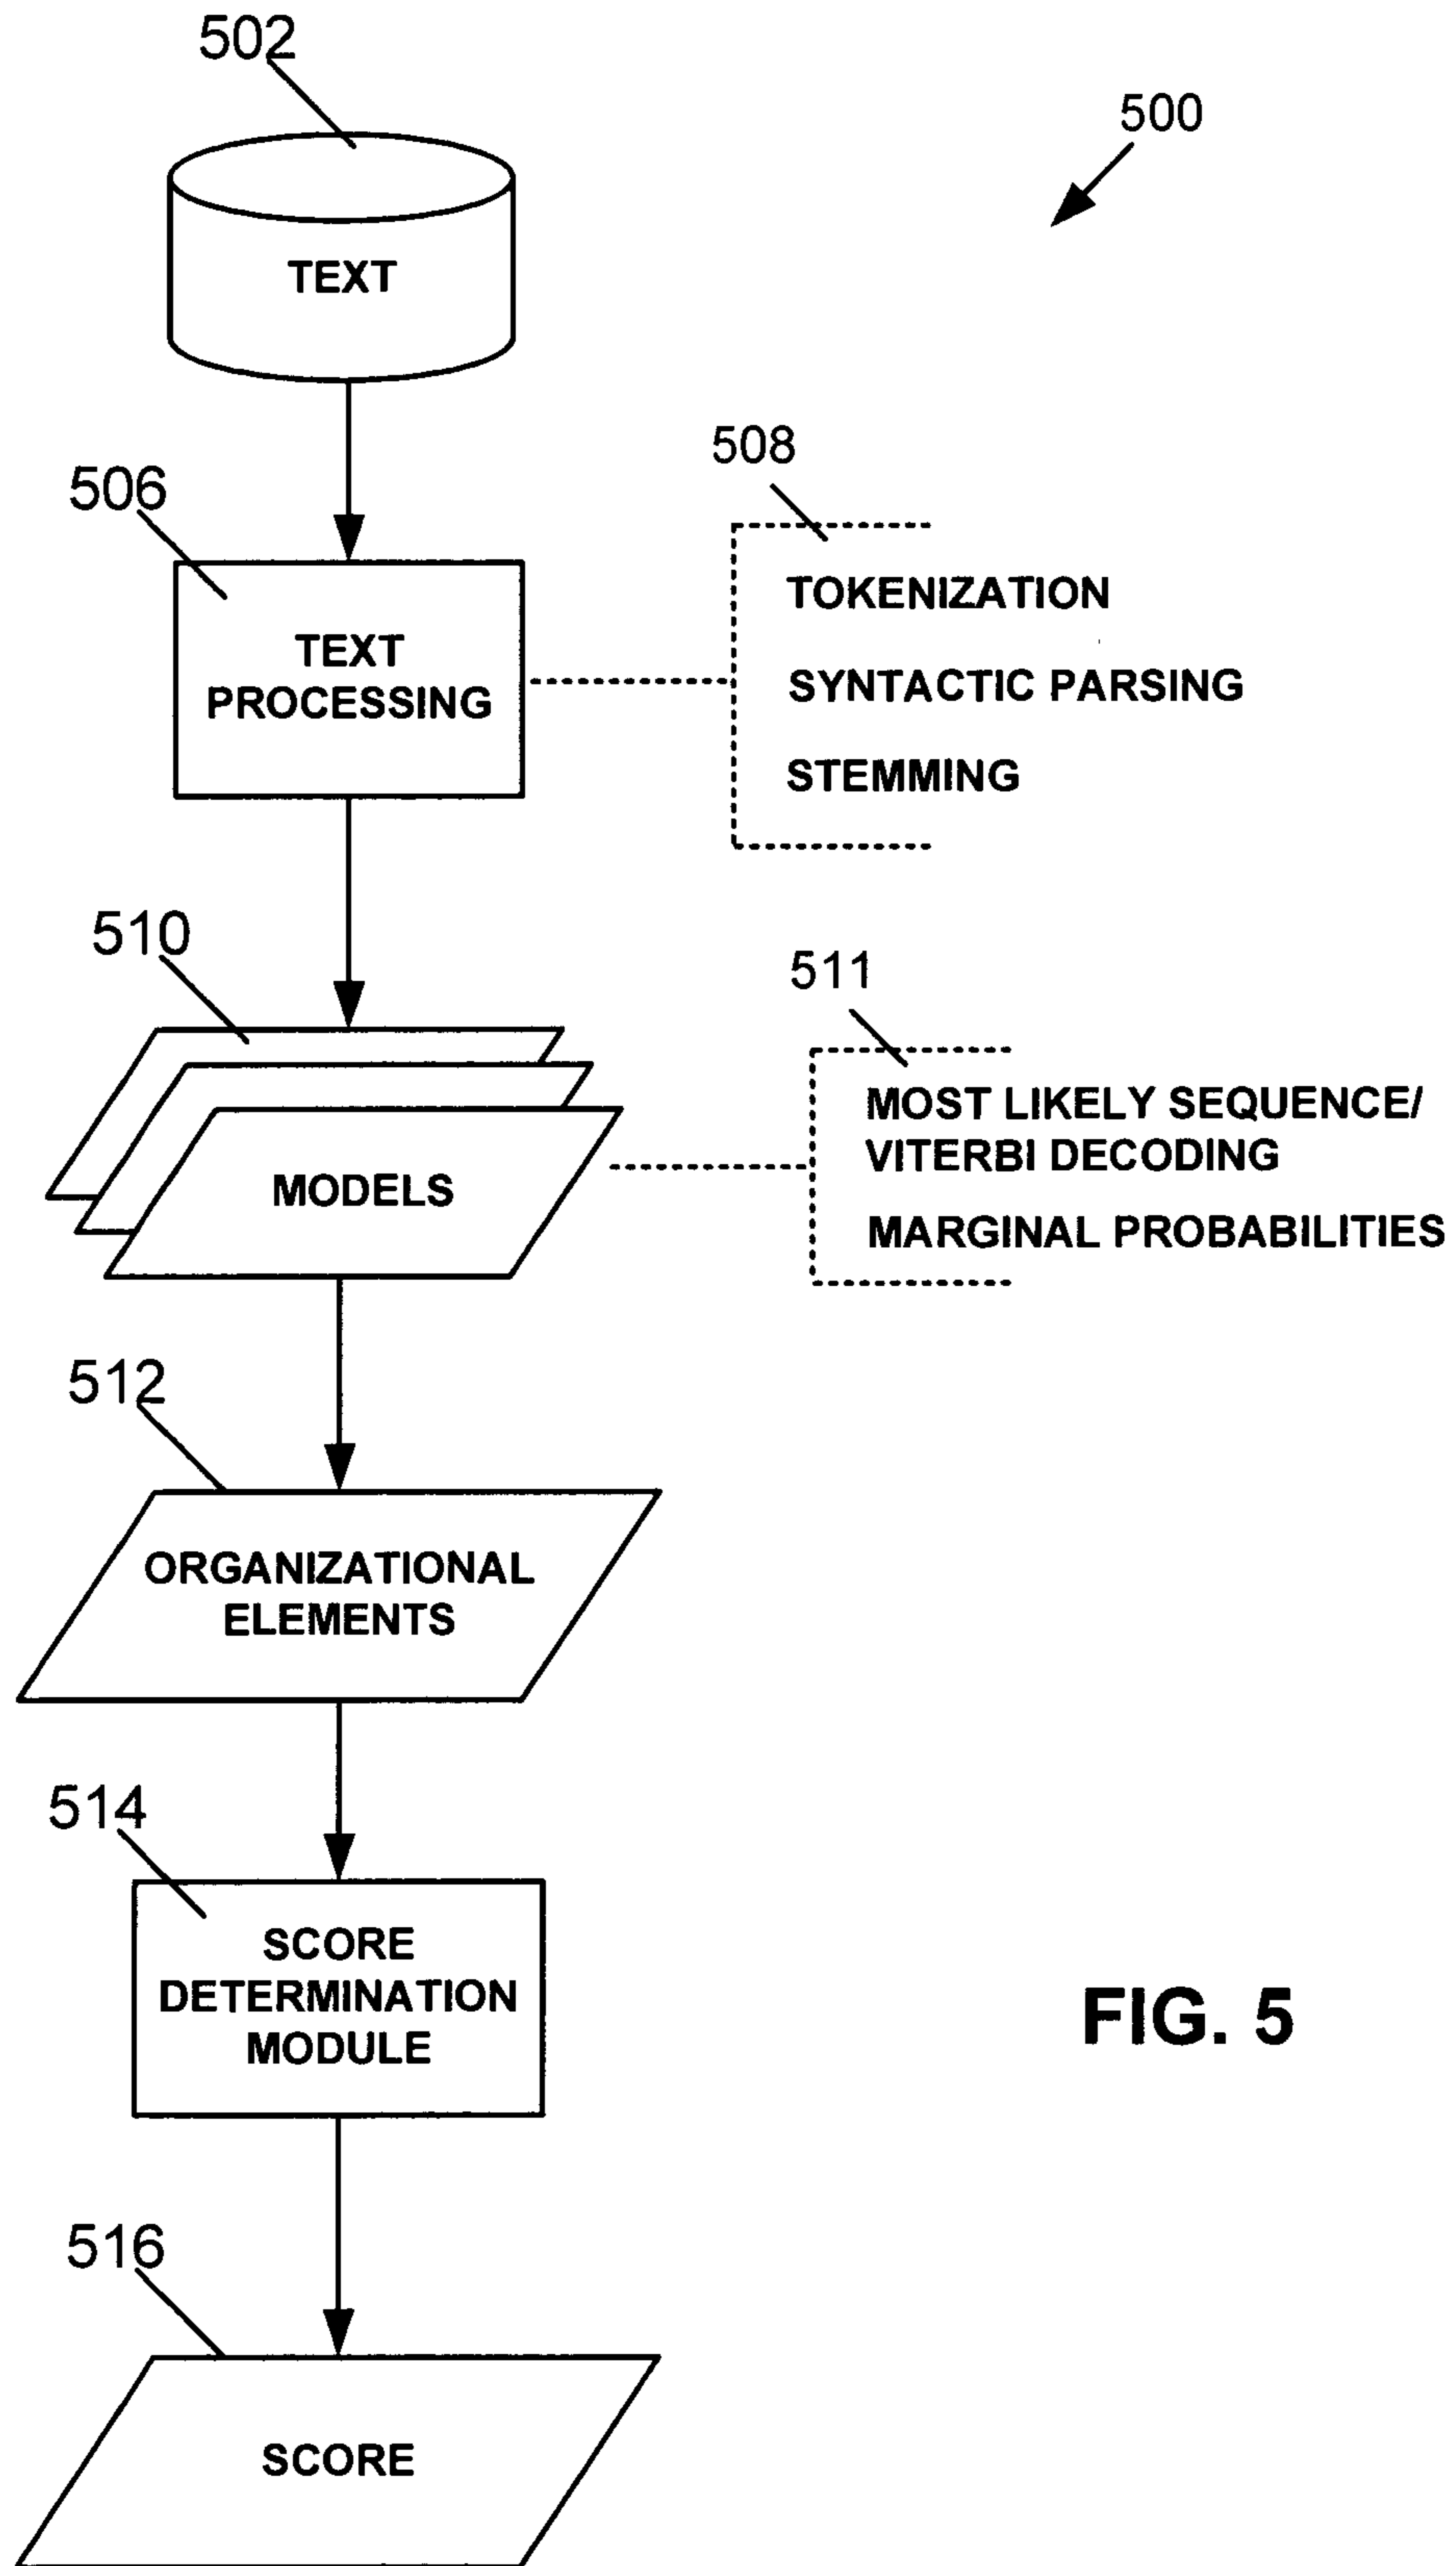 502
500
TEXT
506
508
TEXT
PROCESSING
TOKENIZATION
SYNTACTIC PARSING
STEMMING
510
511
MODELS
MOST LIKELY SEQUENCE/
VITERBI DECODING
MARGINAL PROBABILITIES
512
ORGANIZATIONAL
ELEMENTS
514
SCORE
DETERMINATION
MODULE
FIG. 5
516
SCORE